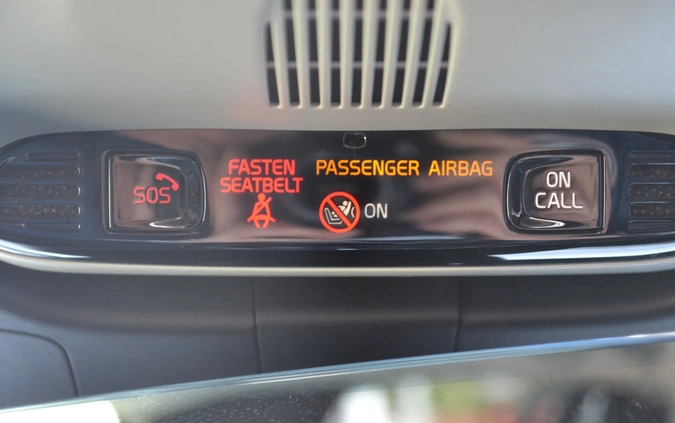 SOS
FASTEN
SEATBELT
PASSENGER AIRBAG
ON
ON
CALL